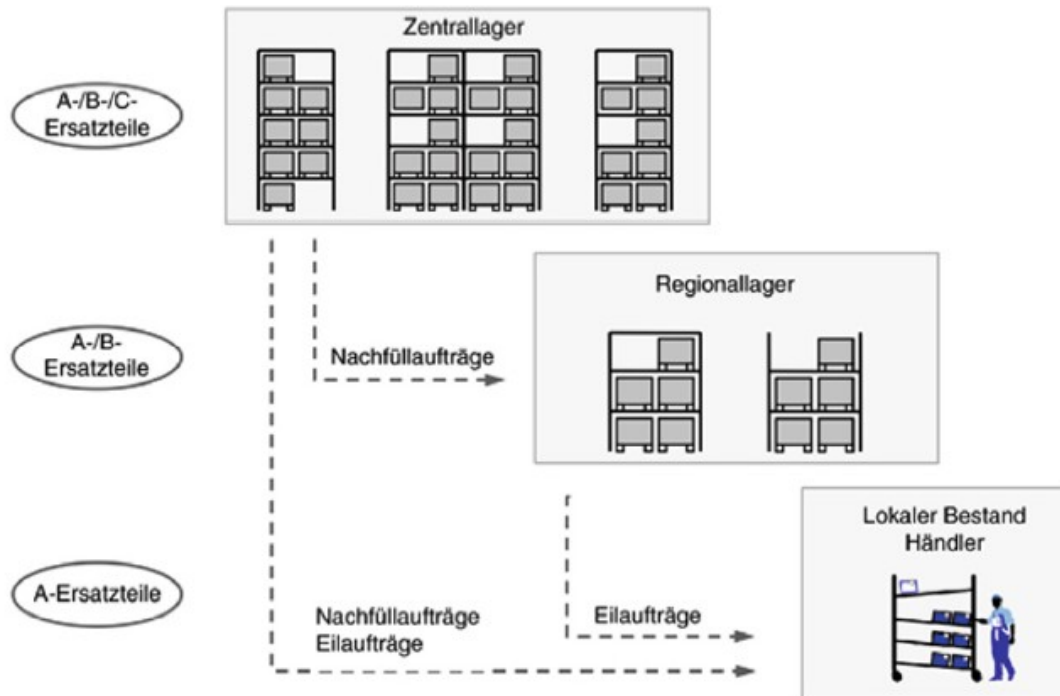 Zentrallager
A-/B-/C-
Ersatzteile
Regionallager
A-/B-
Ersatzteile
Nachfüllaufträge
Lokaler Bestand
Händler
A-Ersatzteile
Nachfüllaufträge
Eilaufträge
Eilaufträge